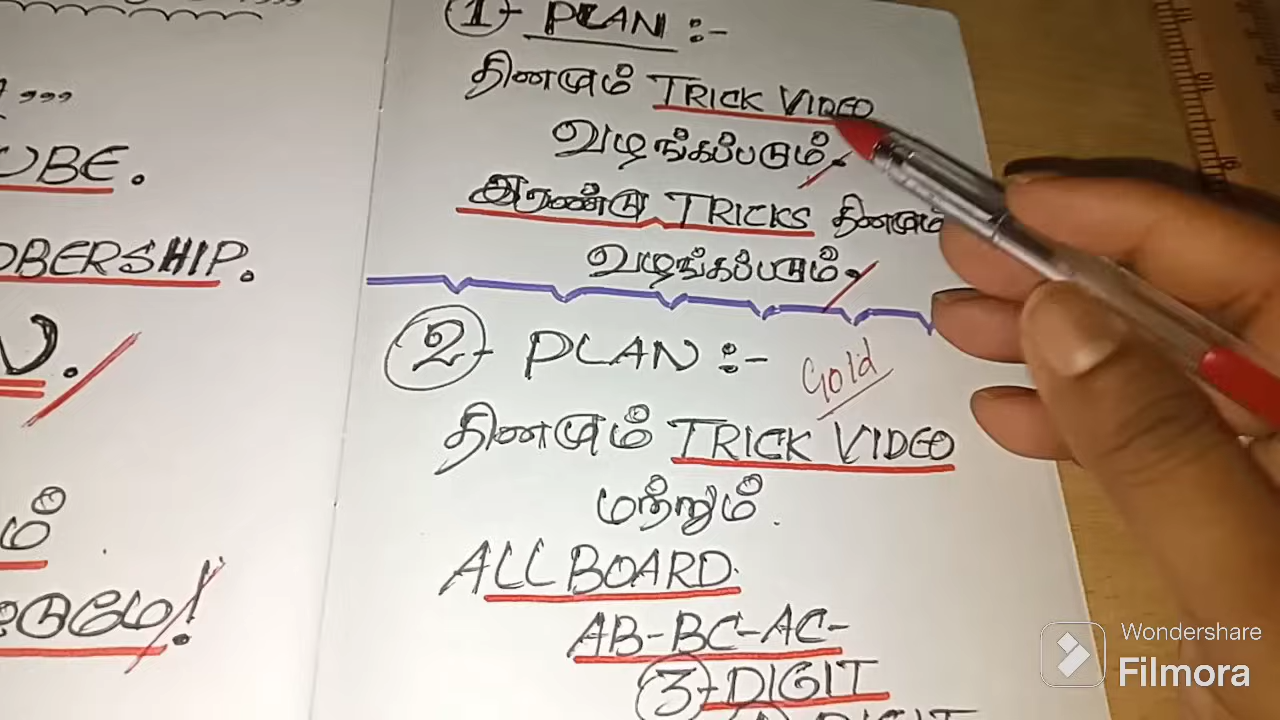 UBE.
BERSHIP.
ம்
டுமே!
① - PLAN :-
தினமும் TRICK VIDEO
வழங்கப்படும்.
இரண்டு TRICKS தினமும்
வழங்கப்படும்.
② - PLAN :-
Gold
தினமும் TRICK VIDEO
மற்றும்.
ALL BOARD.
AB-BC-AC-
③ - DIGIT
DIGIT
Wondershare
Filmora